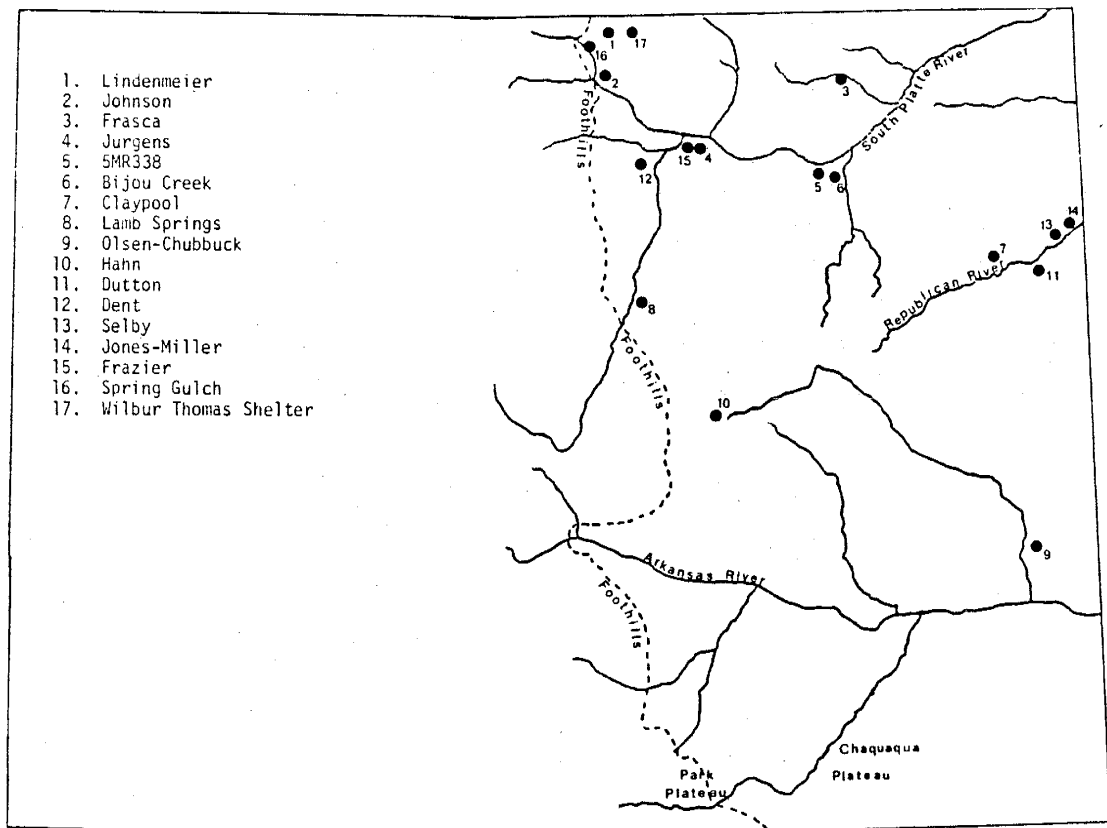 1. Lindenmeier
2. Johnson
3. Frasca
4. Jurgens
5. 5MR338
6. Bijou Creek
7. Claypool
8. Lamb Springs
9. Olsen-Chubbuck
10. Hahn
11. Dutton
12. Dent
13. Selby
14. Jones-Miller
15. Frazier
16. Spring Gulch
17. Wilbur Thomas Shelter
1
17
16
2
Foothills
3
South Platte River
15
4
12
5
6
14
13
7
11
Republican River
8
Foothills
10
9
Arkansas River
Foothills
Chaquaqua
Plateau
Park
Plateau